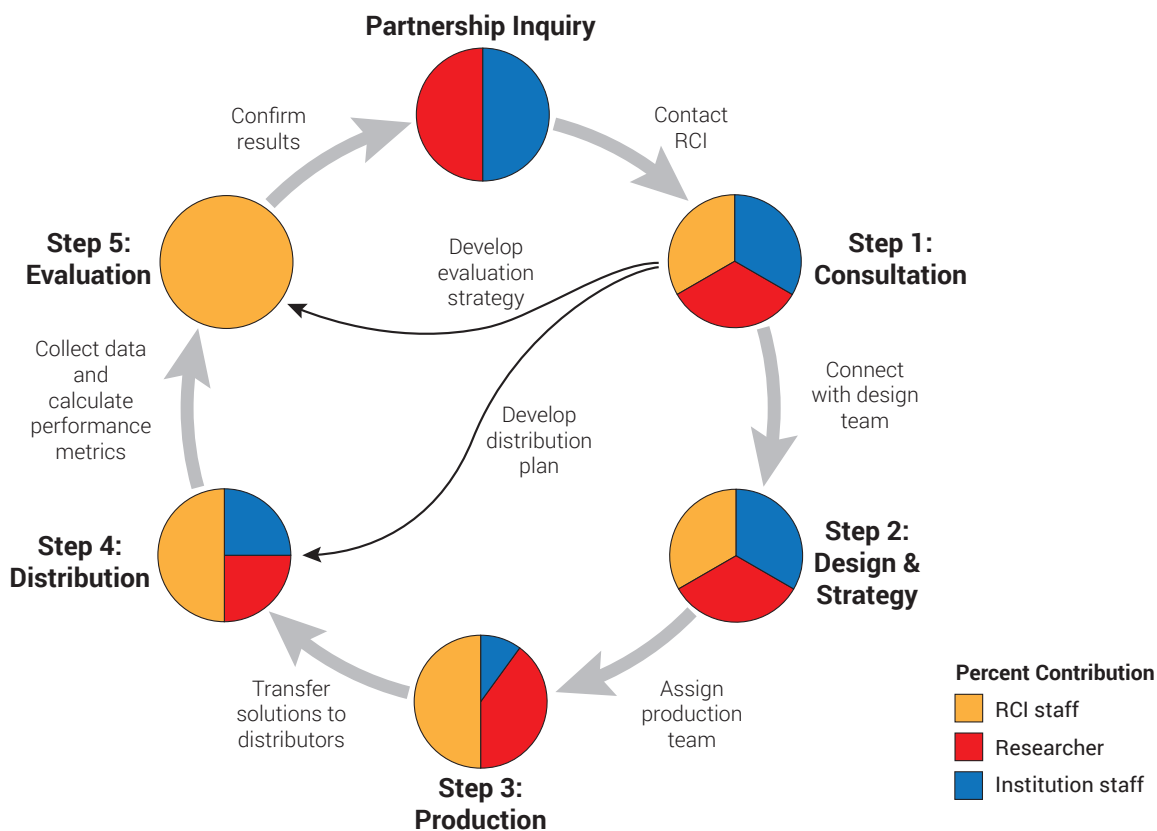 Partnership Inquiry
Confirm
results
Contact
RCI
Step 5:
Evaluation
Develop
evaluation
strategy
Step 1:
Consultation
Collect data
and
calculate
performance
metrics
Develop
distribution
plan
Connect
with design
team
Step 4:
Distribution
Step 2:
Design &
Strategy
Transfer
solutions to
distributors
Assign
production
team
Step 3:
Production
Percent Contribution
RCI staff
Researcher
Institution staff